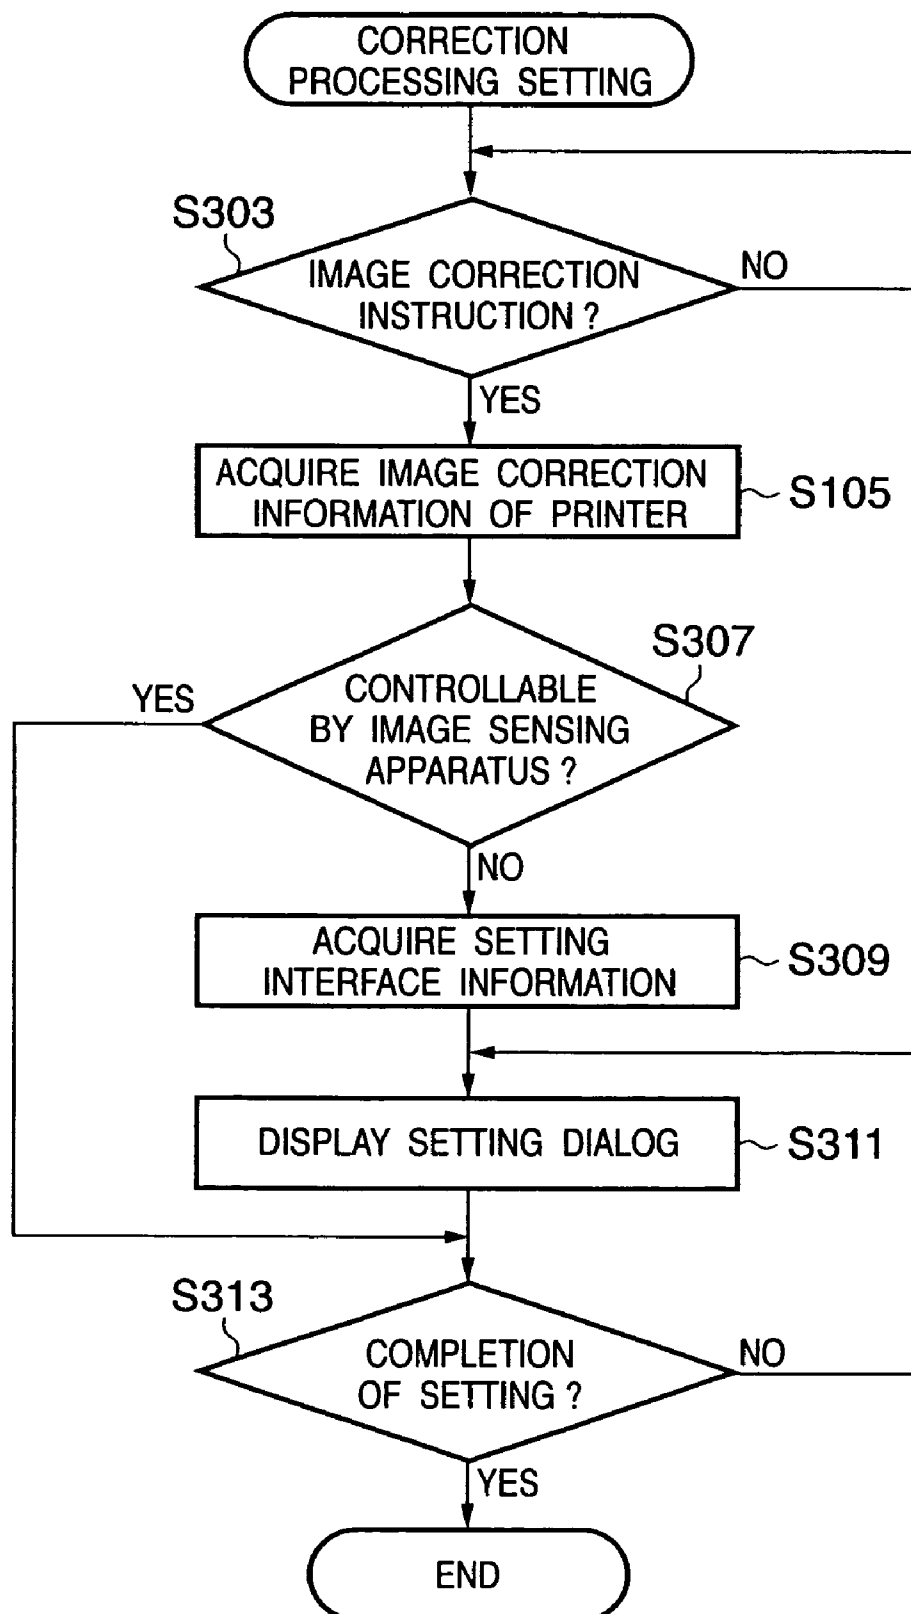 CORRECTION
PROCESSING SETTING
S303
IMAGE CORRECTION
INSTRUCTION ?
NO
YES
ACQUIRE IMAGE CORRECTION
INFORMATION OF PRINTER
S105
S307
YES
CONTROLLABLE
BY IMAGE SENSING
APPARATUS ?
NO
ACQUIRE SETTING
INTERFACE INFORMATION
S309
DISPLAY SETTING DIALOG
S311
S313
COMPLETION
OF SETTING ?
NO
YES
END